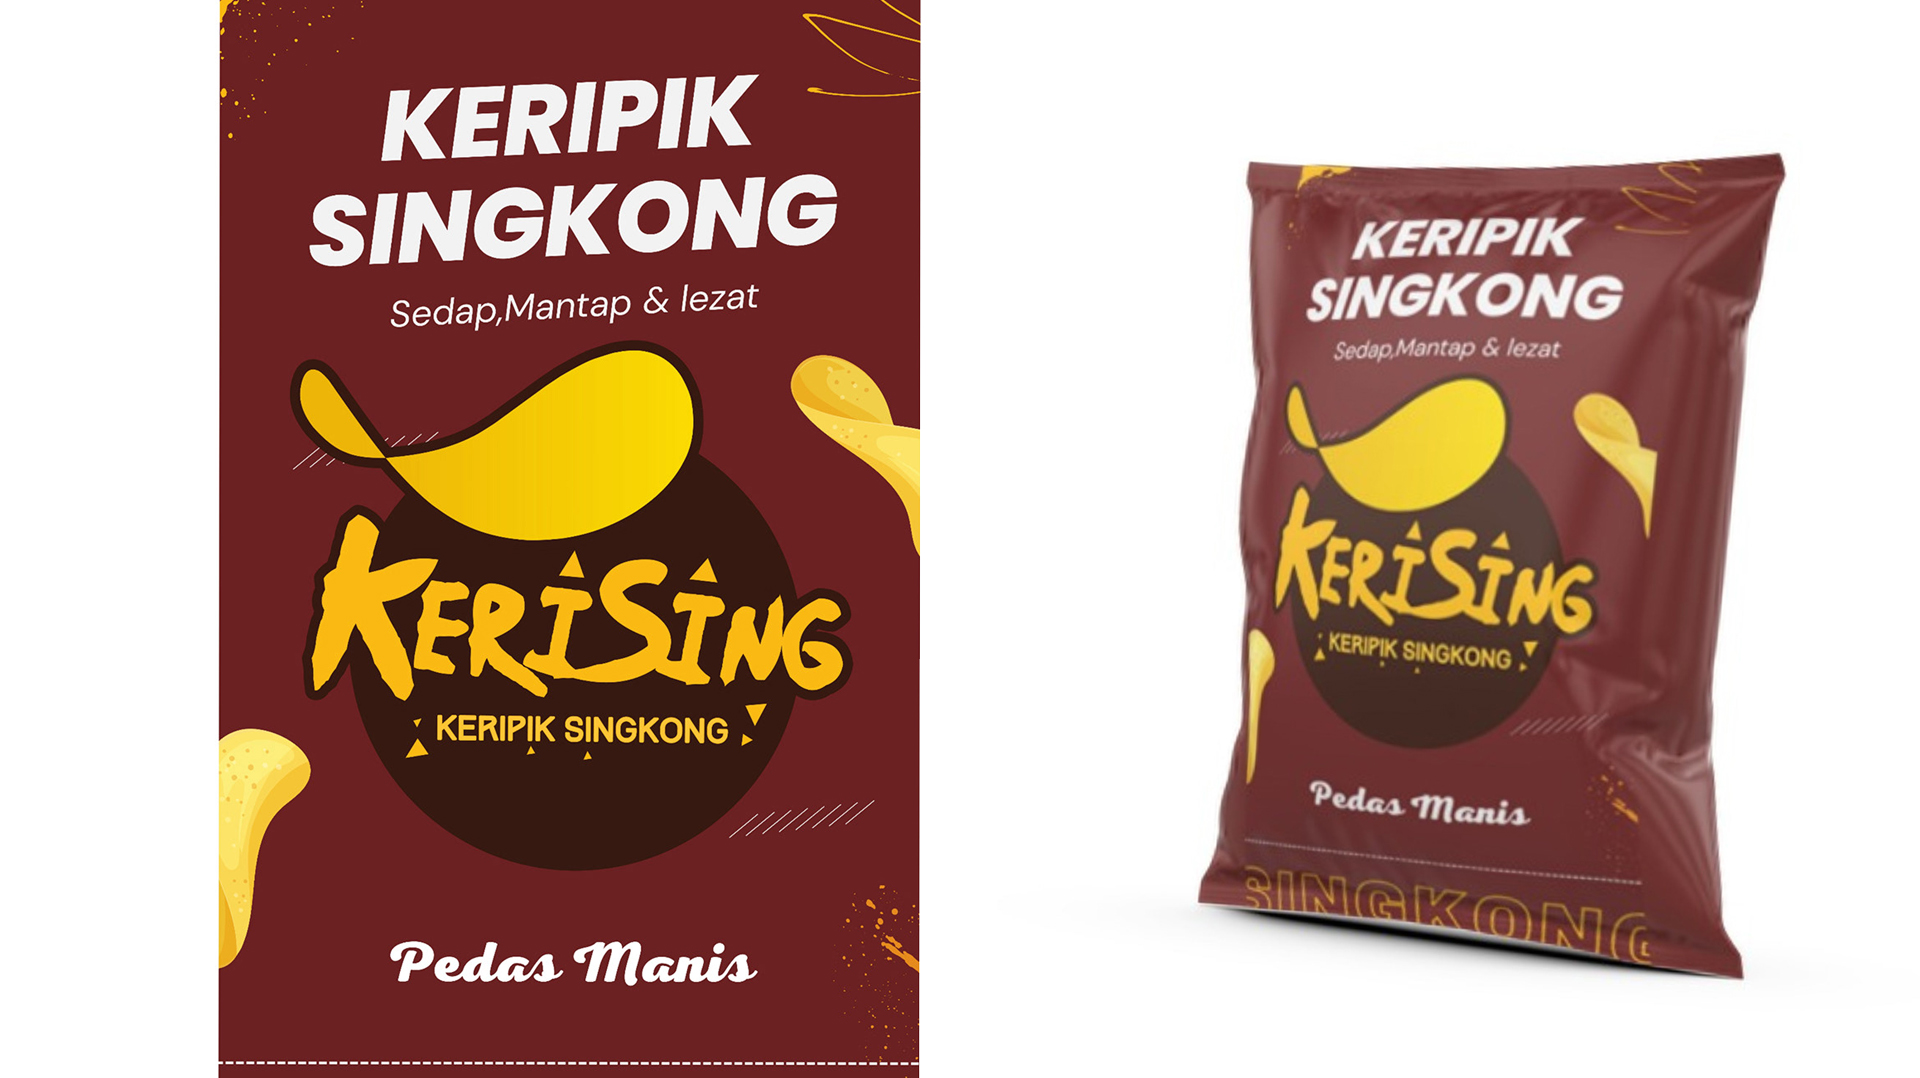 KERIPIK
SINGKONG
Sedap,Mantap & lezat
KERiSiNG
KERIPIK SINGKONG
Pedas Manis
KERIPIK
SINGKONG
Sedap,Mantap & lezat
KERiSiNG
KERIPIK SINGKONG
Pedas Manis
SINGKONG